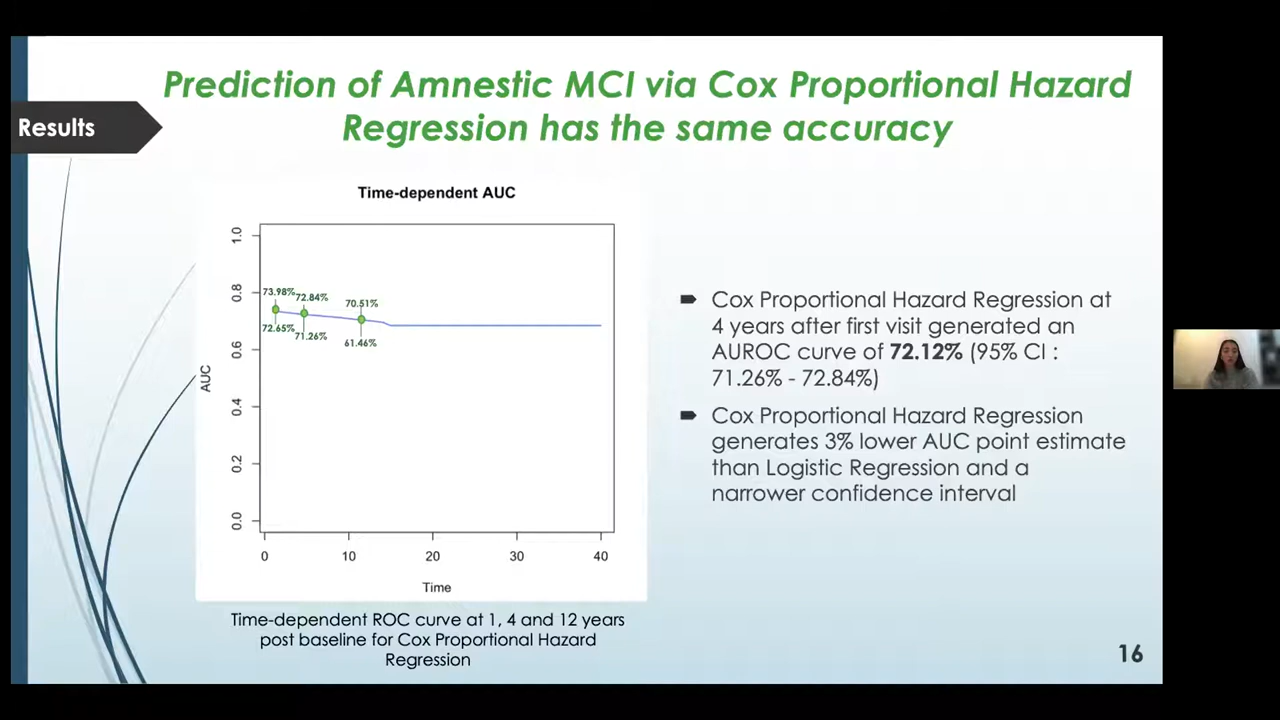 Prediction of Amnestic MCI via Cox Proportional Hazard
Regression has the same accuracy
Results
Time-dependent AUC
1.0
0.8
0.6
0.4
0.2
0.0
AUC
73.98%
72.84%
70.51%
72.65%
71.26%
61.46%
0
10
20
30
40
Time
Time-dependent ROC curve at 1, 4 and 12 years
post baseline for Cox Proportional Hazard
Regression
Cox Proportional Hazard Regression at
4 years after first visit generated an
AUROC curve of 72.12% (95% CI :
71.26% - 72.84%)
Cox Proportional Hazard Regression
generates 3% lower AUC point estimate
than Logistic Regression and a
narrower confidence interval
16